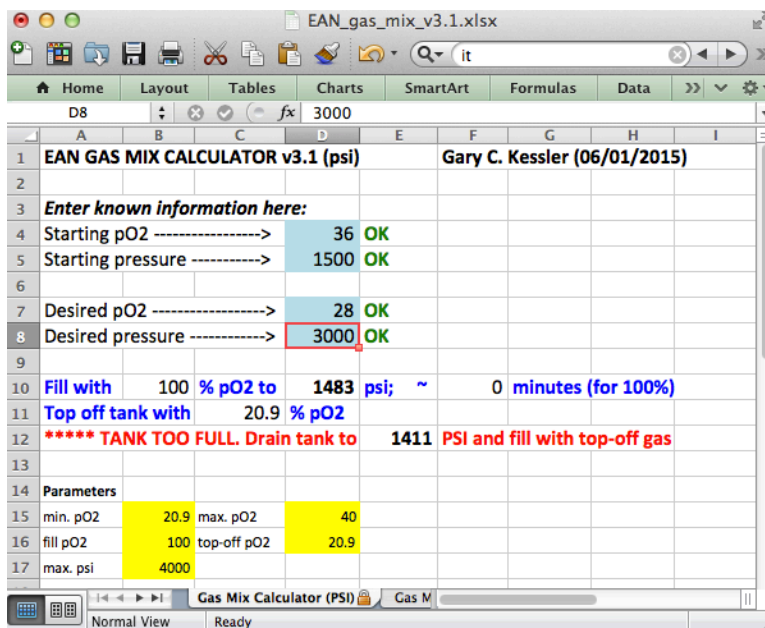 EAN_gas_mix_v3.1.xlsx
it
Home Layout Tables Charts SmartArt Formulas Data
D8 fx 3000
A B C D E F G H I
1 EAN GAS MIX CALCULATOR v3.1 (psi) Gary C. Kessler (06/01/2015)
2
3 Enter known information here:
4 Starting pO2 -----------------> 36 OK
5 Starting pressure -----------> 1500 OK
6
7 Desired pO2 ------------------> 28 OK
8 Desired pressure ------------> 3000 OK
9
10 Fill with 100 % pO2 to 1483 psi; ~ 0 minutes (for 100%)
11 Top off tank with 20.9 % pO2
12 ***** TANK TOO FULL. Drain tank to 1411 PSI and fill with top-off gas
13
14 Parameters
15 min. pO2 20.9 max. pO2 40
16 fill pO2 100 top-off pO2 20.9
17 max. psi 4000
Gas Mix Calculator (PSI) Gas M
Normal View Ready